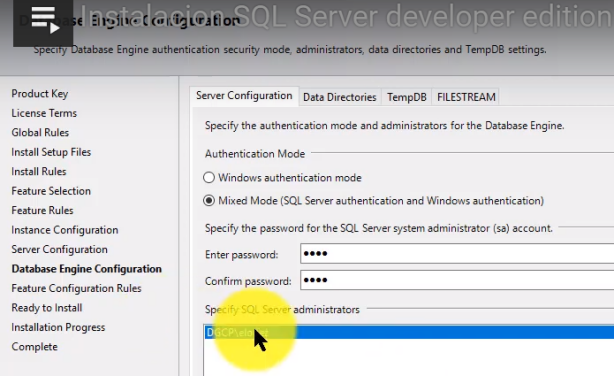 Instalacion SQL Server developer edition
Database Engine Configuration
Specify Database Engine authentication security mode, administrators, data directories and TempDB settings.
Product Key
License Terms
Global Rules
Install Setup Files
Install Rules
Feature Selection
Feature Rules
Instance Configuration
Server Configuration
Database Engine Configuration
Feature Configuration Rules
Ready to Install
Installation Progress
Complete
Server Configuration Data Directories TempDB FILESTREAM
Specify the authentication mode and administrators for the Database Engine.
Authentication Mode
Windows authentication mode
Mixed Mode (SQL Server authentication and Windows authentication)
Specify the password for the SQL Server system administrator (sa) account.
Enter password: ●●●●
Confirm password: ●●●●
Specify SQL Server administrators